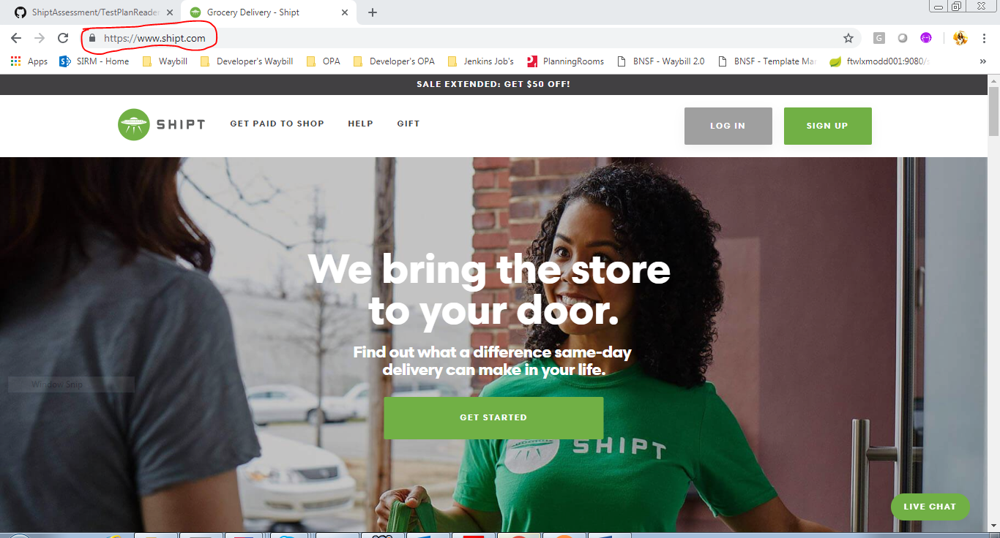 ShiptAssessment/TestPlanReader
Grocery Delivery - Shipt
https://www.shipt.com
G
Apps
SIRM - Home
Waybill
Developer's Waybill
OPA
Developer's OPA
Jenkins Job's
PlanningRooms
BNSF - Waybill 2.0
BNSF - Template Ma
ftwlxmodd001:9080/s
SALE EXTENDED: GET $50 OFF!
SHIPT
GET PAID TO SHOP
HELP
GIFT
LOG IN
SIGN UP
We bring the store
to your door.
Find out what a difference same-day
delivery can make in your life.
Window Snip
GET STARTED
SHIPT
LIVE CHAT